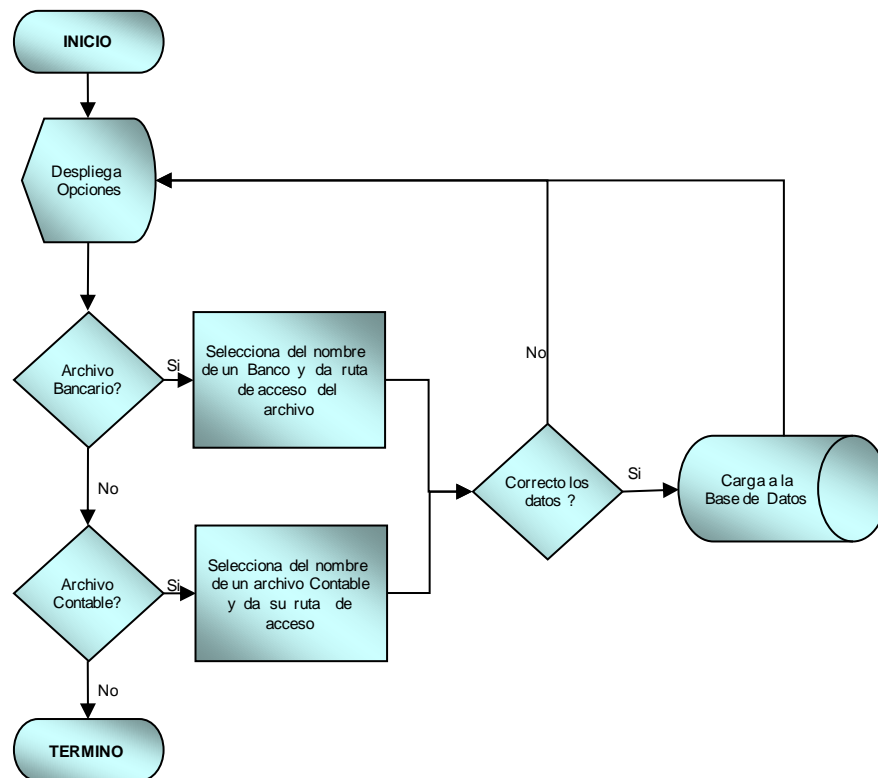 INICIO
Despliega
Opciones
Archivo
Bancario?
Si
Selecciona del nombre
de un Banco y da ruta
de acceso del
archivo
No
Correcto los
datos ?
Si
Carga a la
Base de Datos
No
Archivo
Contable?
Si
Selecciona del nombre
de un archivo Contable
y da su ruta de
acceso
No
TERMINO